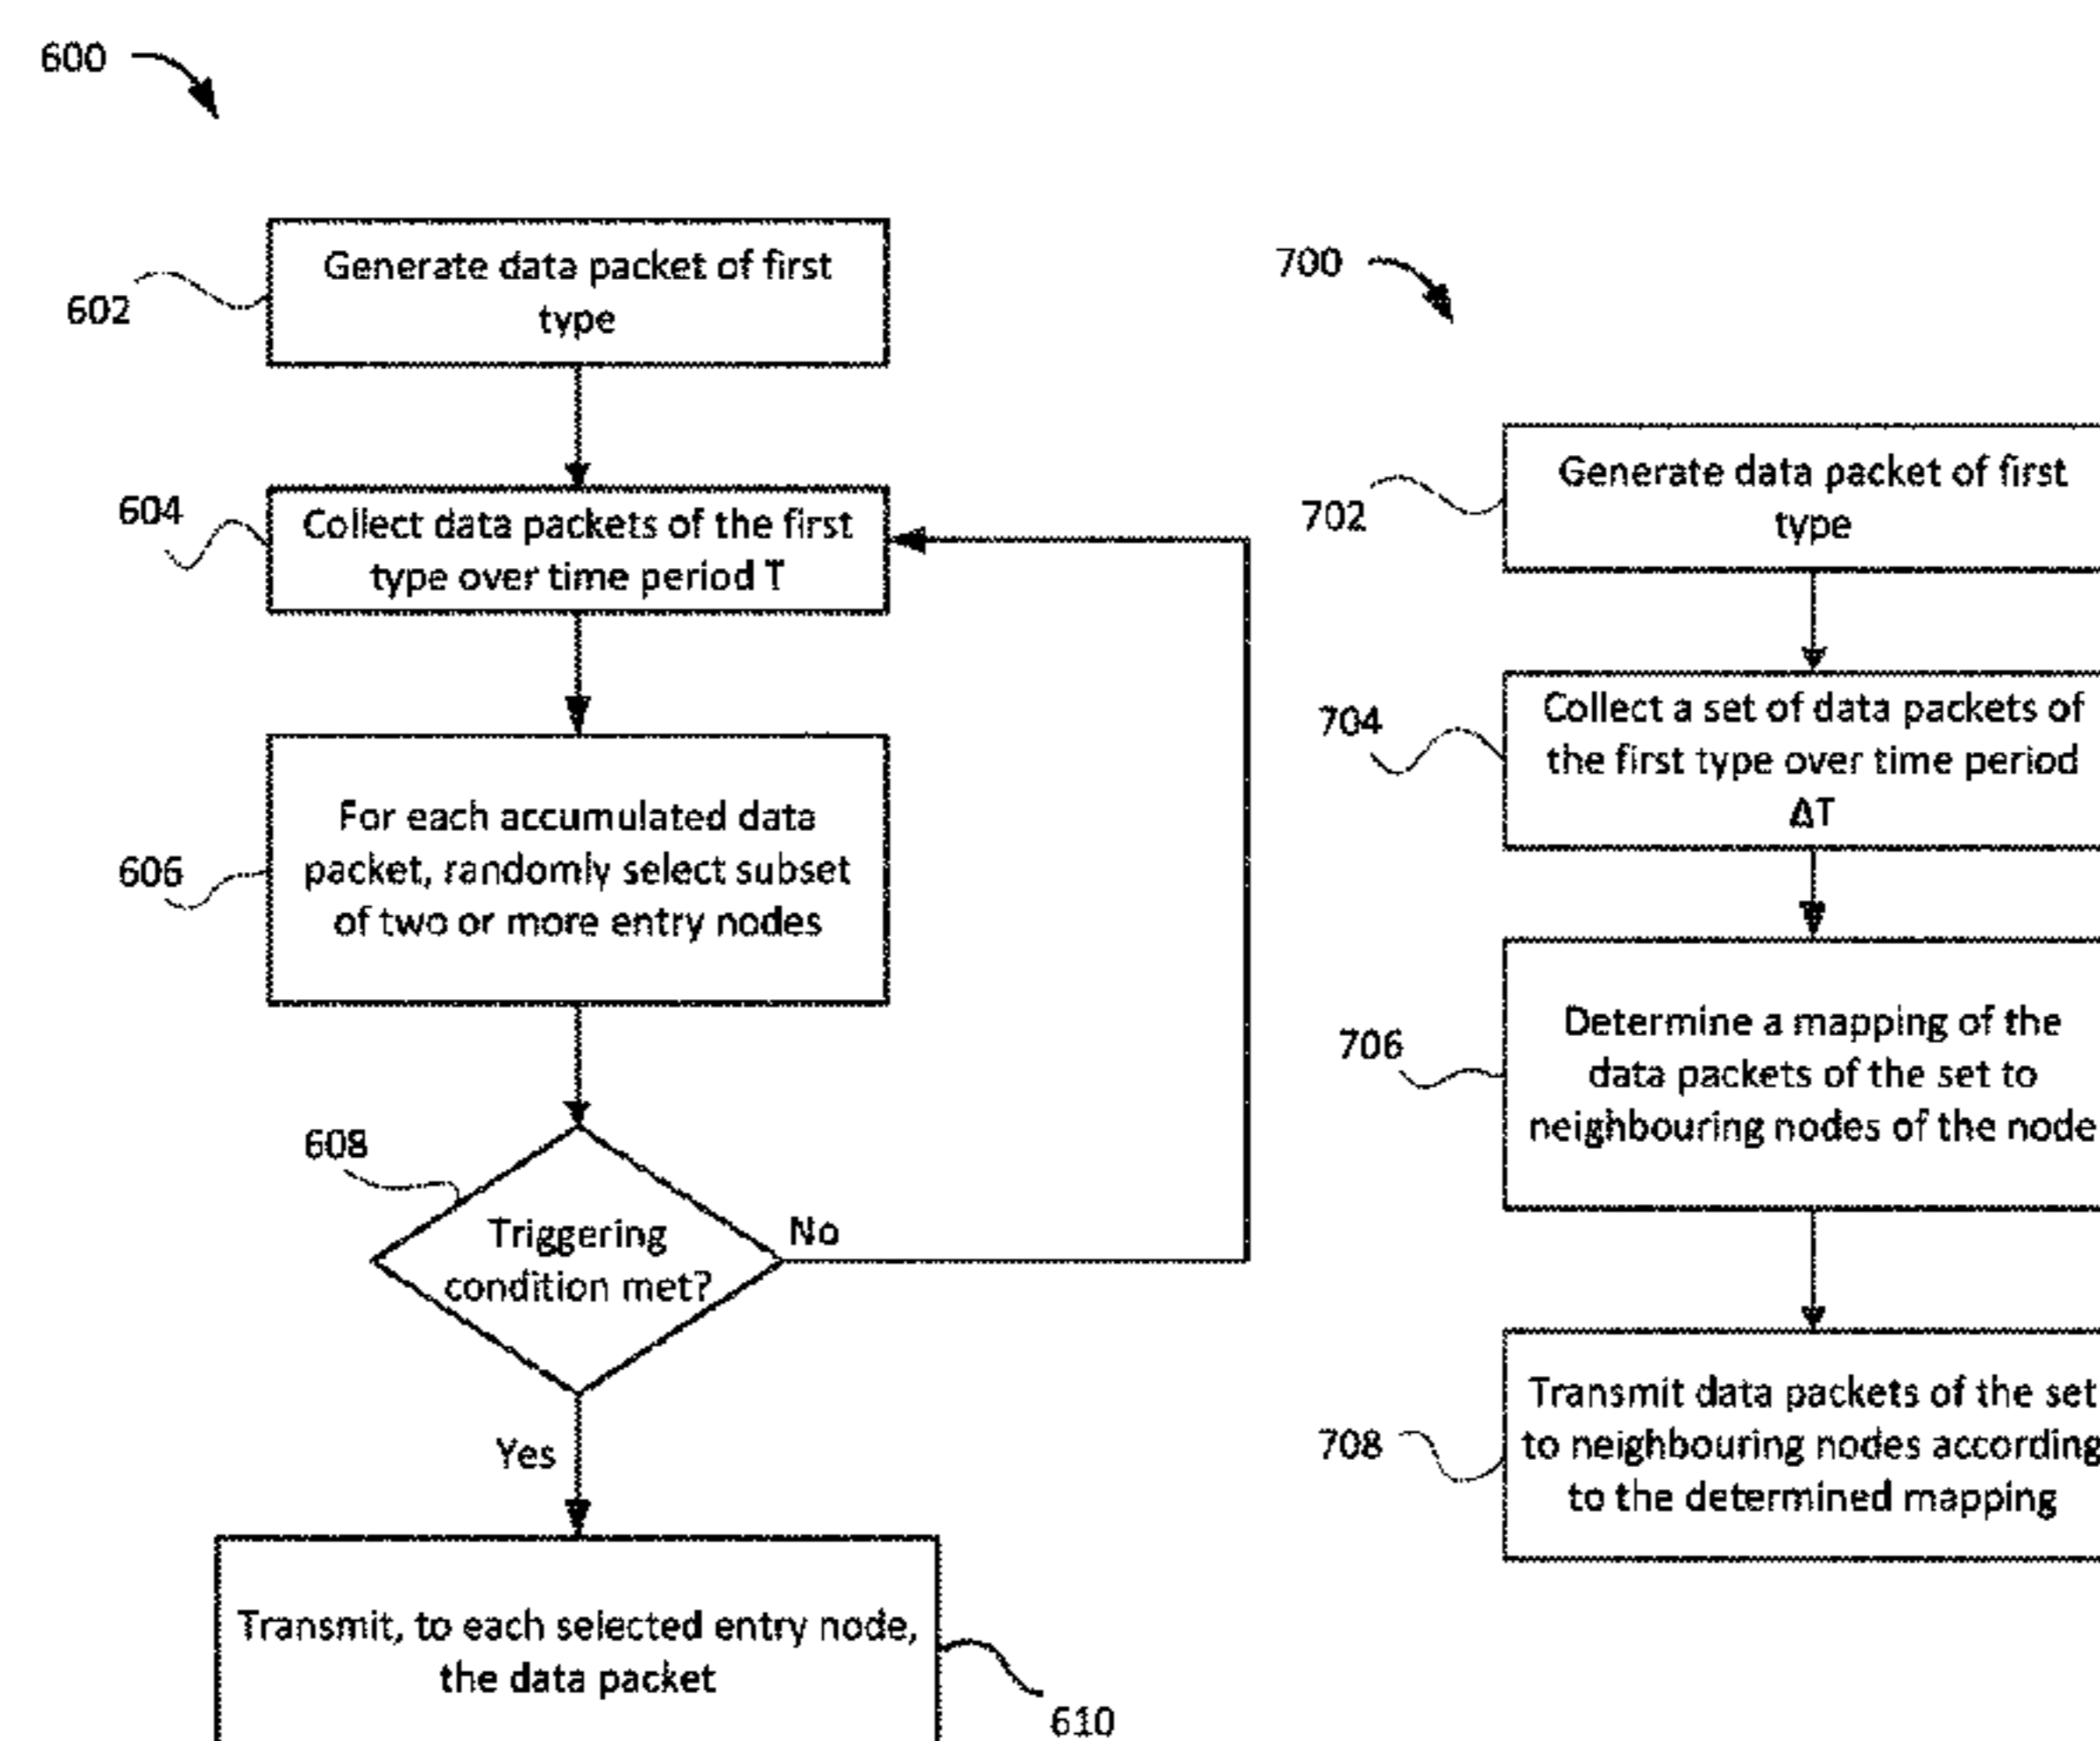 600
602
Generate data packet of first
type
604
Collect data packets of the first
type over time period T
606
For each accumulated data
packet, randomly select subset
of two or more entry nodes
608
Triggering
condition met?
No
Yes
Transmit, to each selected entry node,
the data packet
610
700
702
Generate data packet of first
type
704
Collect a set of data packets of
the first type over time period
ΔT
706
Determine a mapping of the
data packets of the set to
neighbouring nodes of the node
708
Transmit data packets of the set
to neighbouring nodes according
to the determined mapping